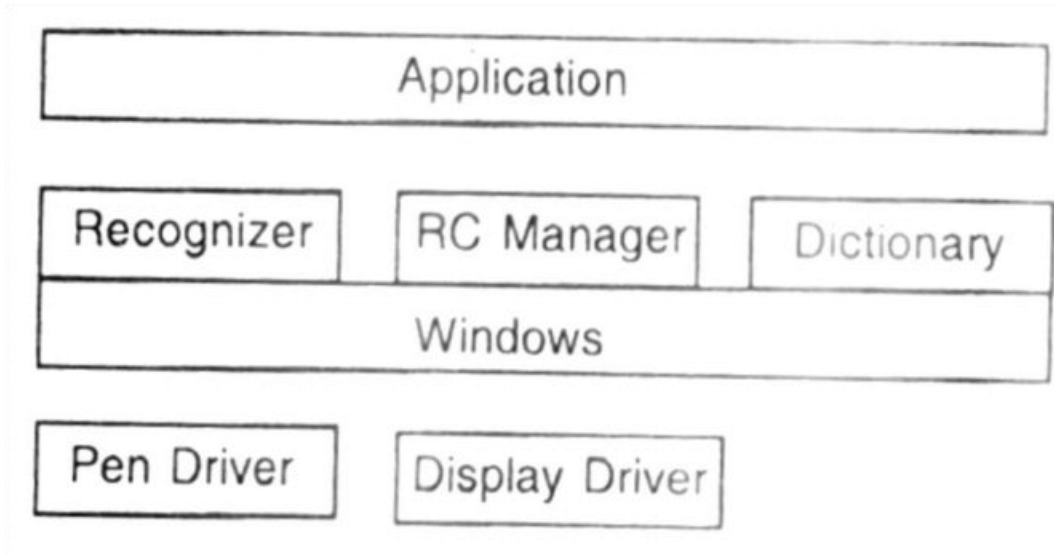 Application
Recognizer RC Manager Dictionary
Windows
Pen Driver Display Driver